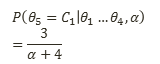 P(θ₅ = C₁|θ₁ ...θ₄, α)
= 3 / (α + 4)